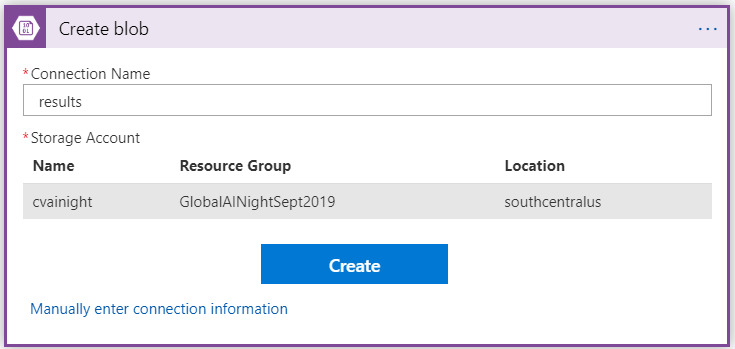 Create blob
...
*Connection Name
results
*Storage Account
Name Resource Group Location
cvainight GlobalAINightSept2019 southcentralus
Create
Manually enter connection information